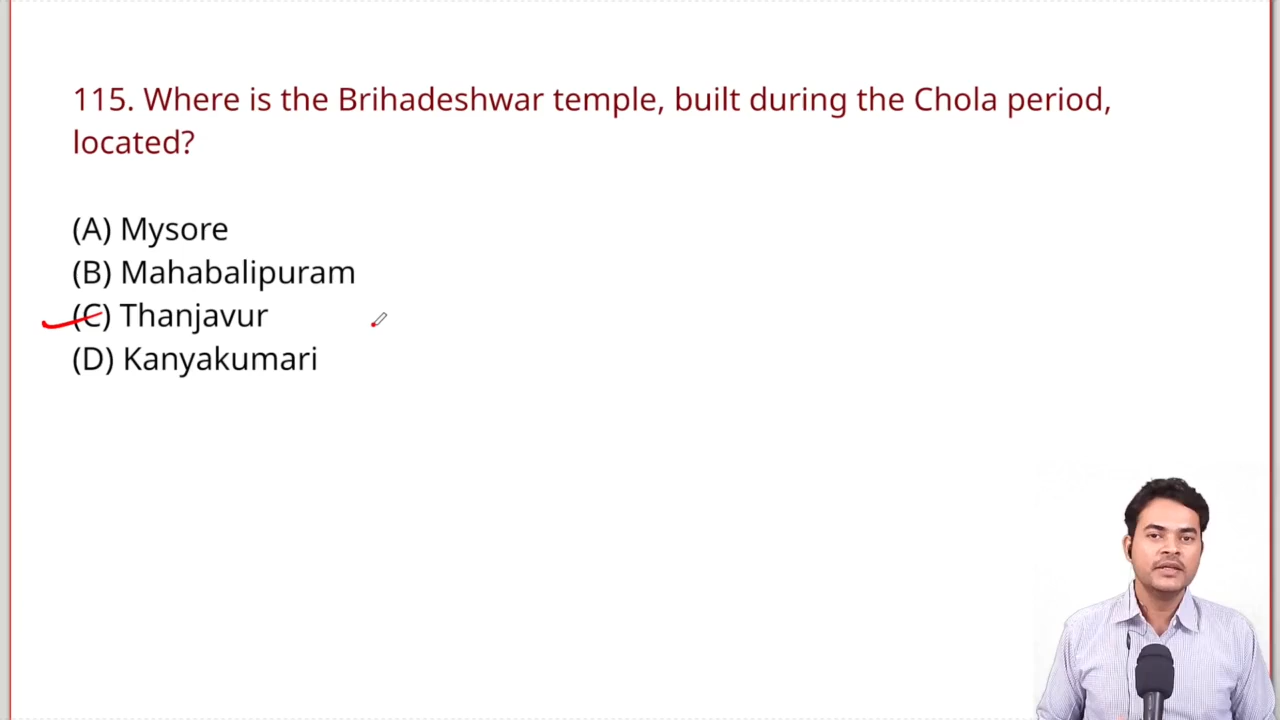 115. Where is the Brihadeshwar temple, built during the Chola period,
located?
(A) Mysore
(B) Mahabalipuram
(C) Thanjavur
(D) Kanyakumari